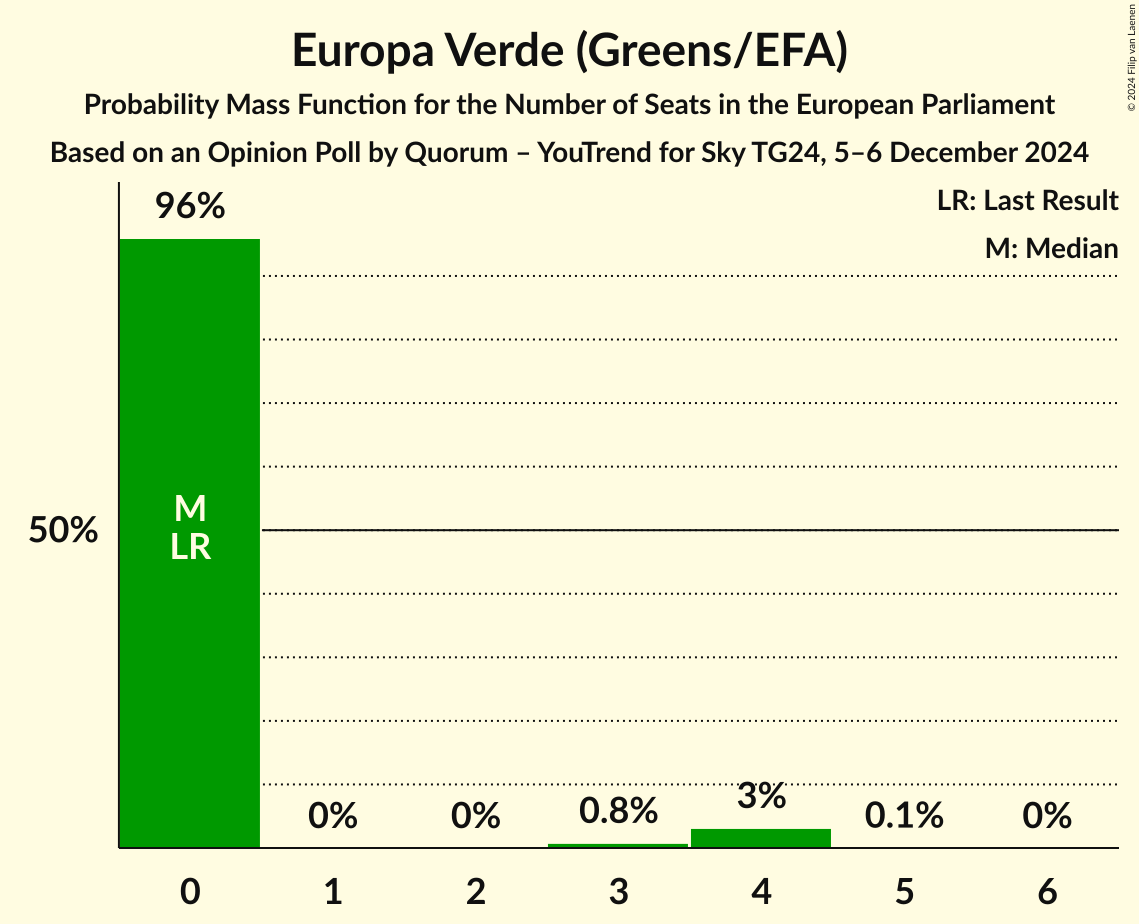 Europa Verde (Greens/EFA)
Probability Mass Function for the Number of Seats in the European Parliament
Based on an Opinion Poll by Quorum – YouTrend for Sky TG24, 5–6 December 2024
© 2024 Filip van Laenen
LR: Last Result
M: Median
96%
50%
M
LR
0%
0%
0.8%
3%
0.1%
0%
0
1
2
3
4
5
6